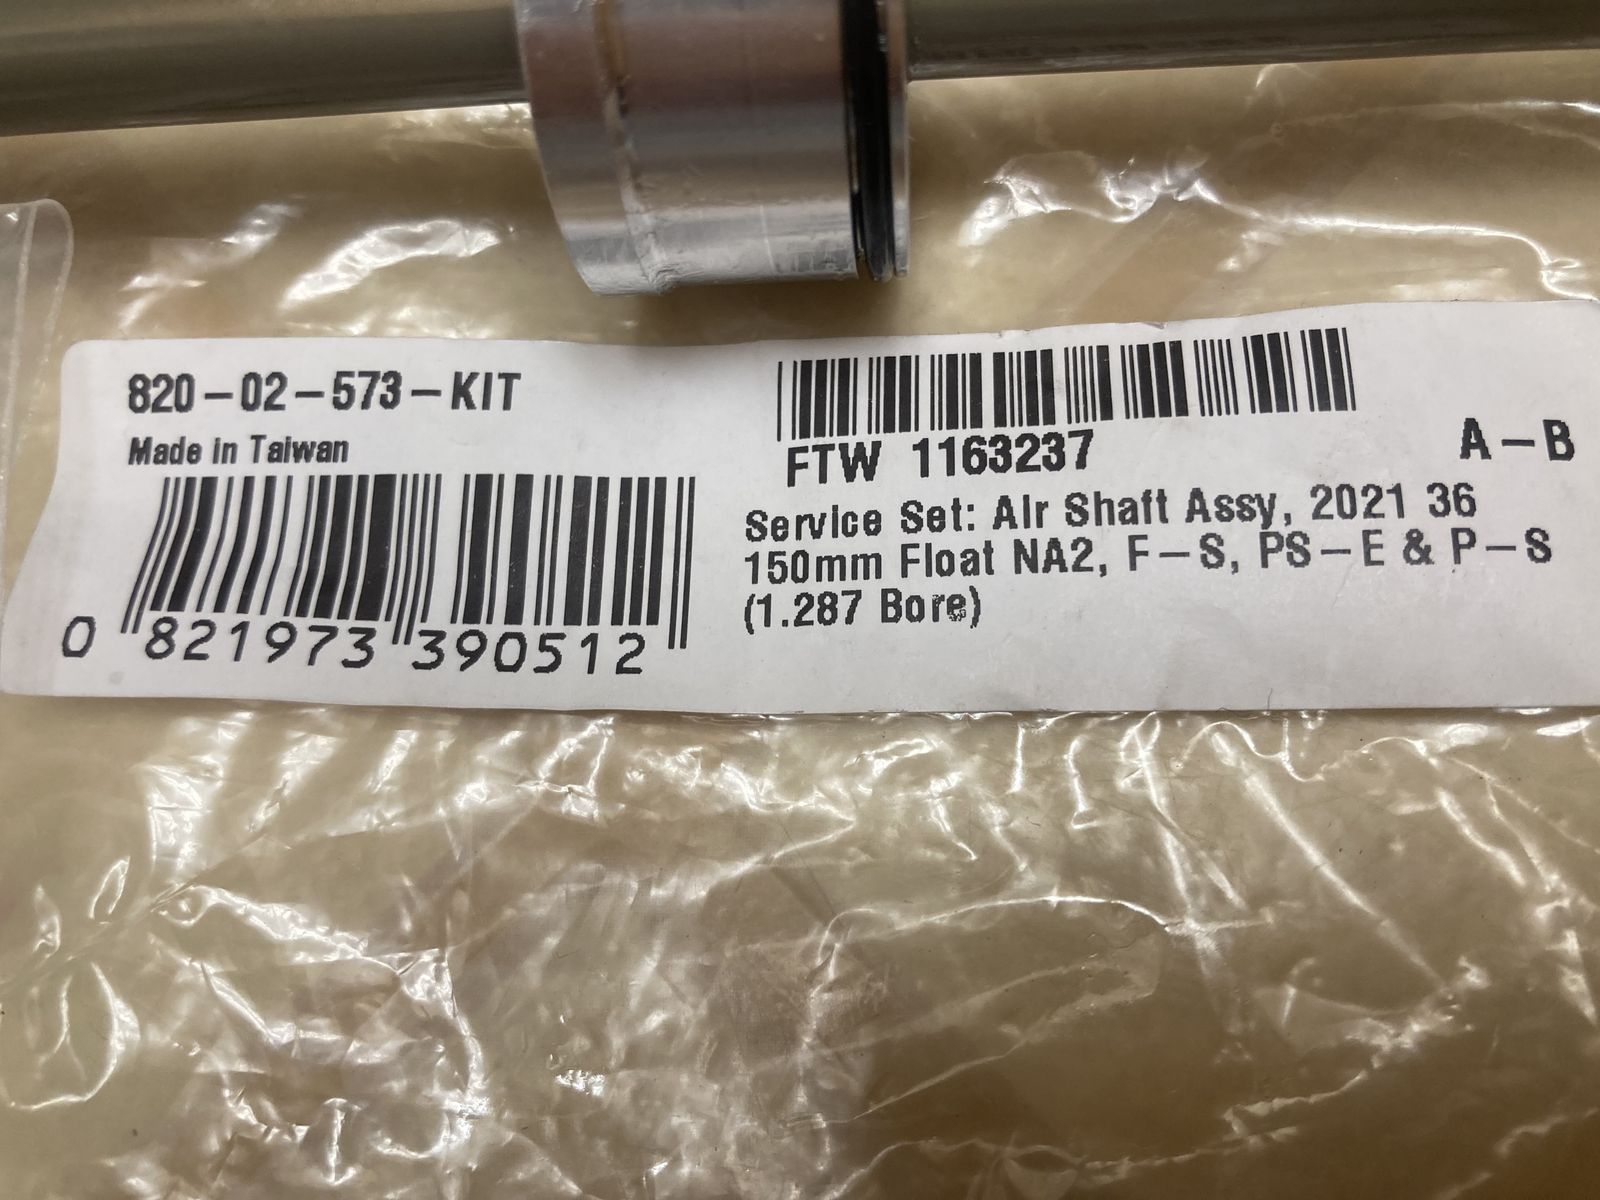 820-02-573-KIT
Made in Taiwan
0 821973 390512
FTW 1163237
A-B
Service Set: Air Shaft Assy, 2021 36
150mm Float NA2, F-S, PS-E & P-S
(1.287 Bore)